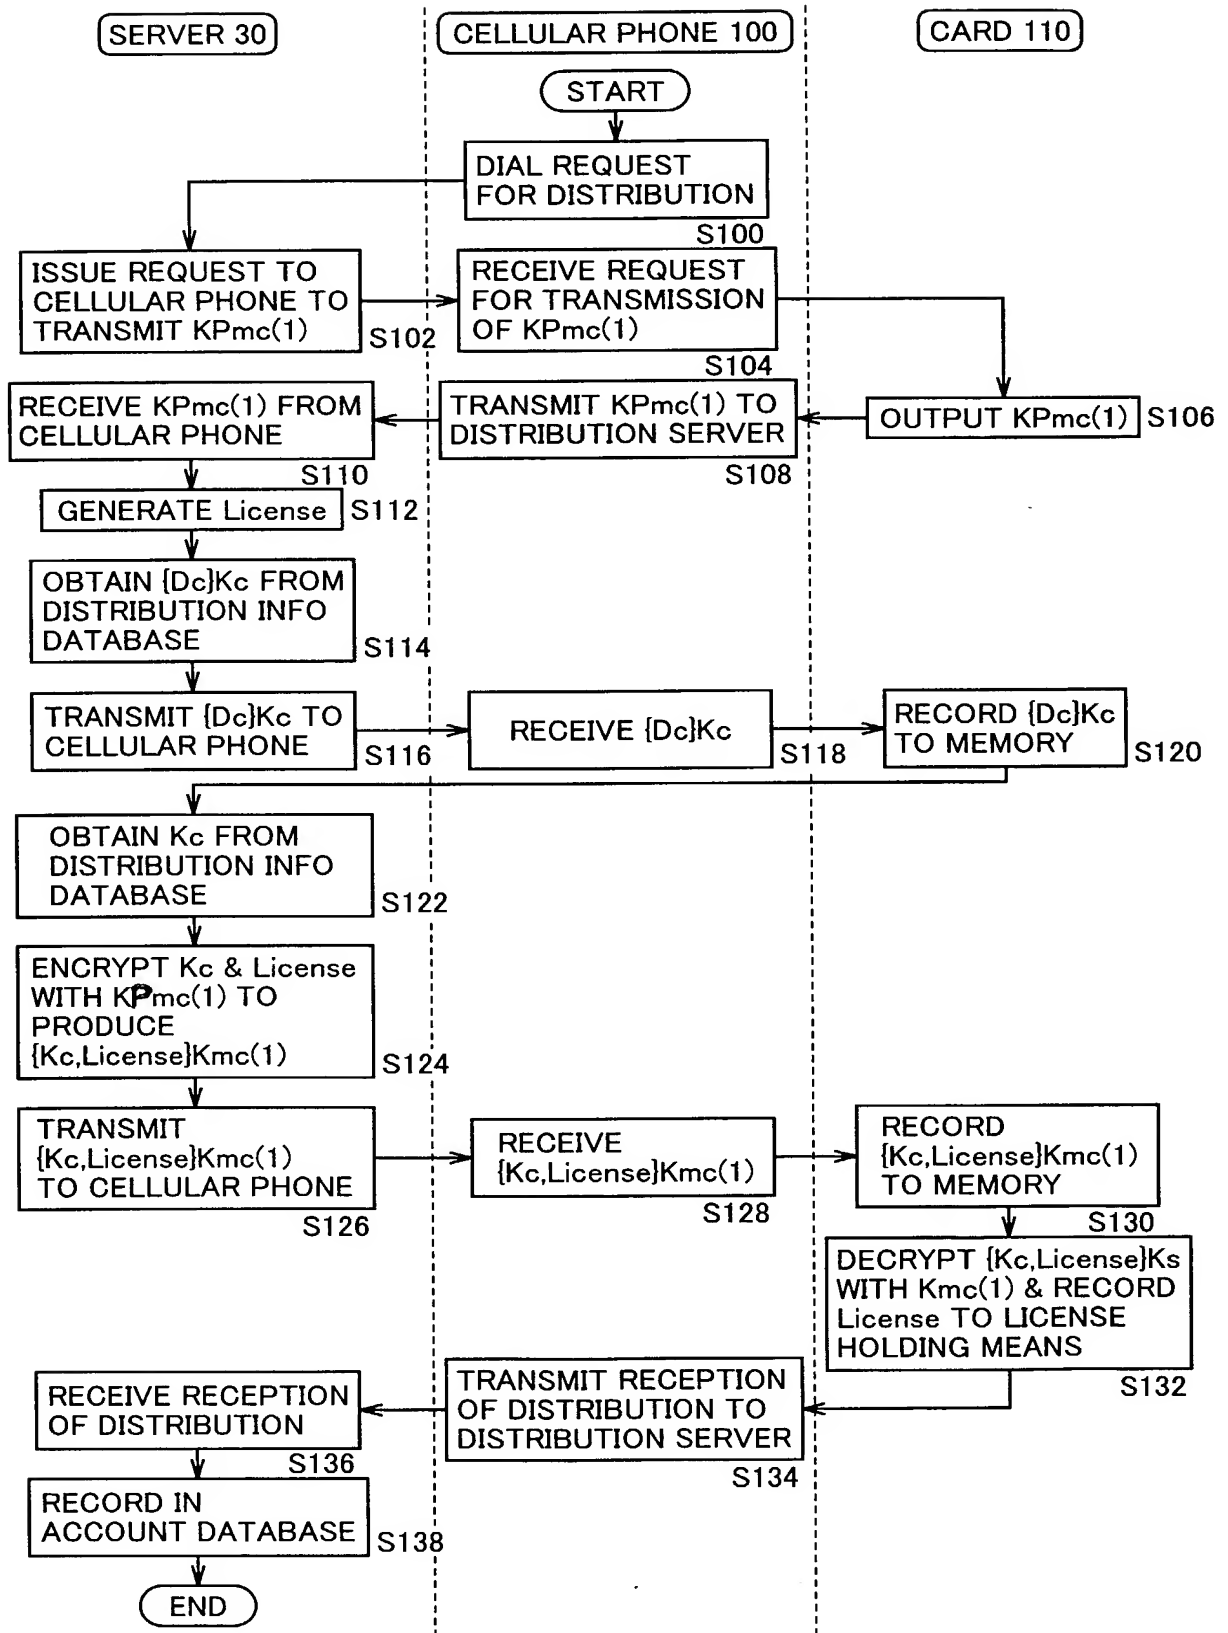 SERVER 30
CELLULAR PHONE 100
CARD 110
START
DIAL REQUEST
FOR DISTRIBUTION
S100
ISSUE REQUEST TO
CELLULAR PHONE TO
TRANSMIT KPmc(1)
S102
RECEIVE REQUEST
FOR TRANSMISSION
OF KPmc(1)
S104
OUTPUT KPmc(1)
S106
TRANSMIT KPmc(1) TO
DISTRIBUTION SERVER
S108
RECEIVE KPmc(1) FROM
CELLULAR PHONE
S110
GENERATE License
S112
OBTAIN {Dc}Kc FROM
DISTRIBUTION INFO
DATABASE
S114
TRANSMIT {Dc}Kc TO
CELLULAR PHONE
S116
RECEIVE {Dc}Kc
S118
RECORD {Dc}Kc
TO MEMORY
S120
OBTAIN Kc FROM
DISTRIBUTION INFO
DATABASE
S122
ENCRYPT Kc & License
WITH KPmc(1) TO
PRODUCE
{Kc,License}Kmc(1)
S124
TRANSMIT
{Kc,License}Kmc(1)
TO CELLULAR PHONE
S126
RECEIVE
{Kc,License}Kmc(1)
S128
RECORD
{Kc,License}Kmc(1)
TO MEMORY
S130
DECRYPT {Kc,License}Ks
WITH Kmc(1) & RECORD
License TO LICENSE
HOLDING MEANS
S132
TRANSMIT RECEPTION
OF DISTRIBUTION TO
DISTRIBUTION SERVER
S134
RECEIVE RECEPTION
OF DISTRIBUTION
S136
RECORD IN
ACCOUNT DATABASE
S138
END